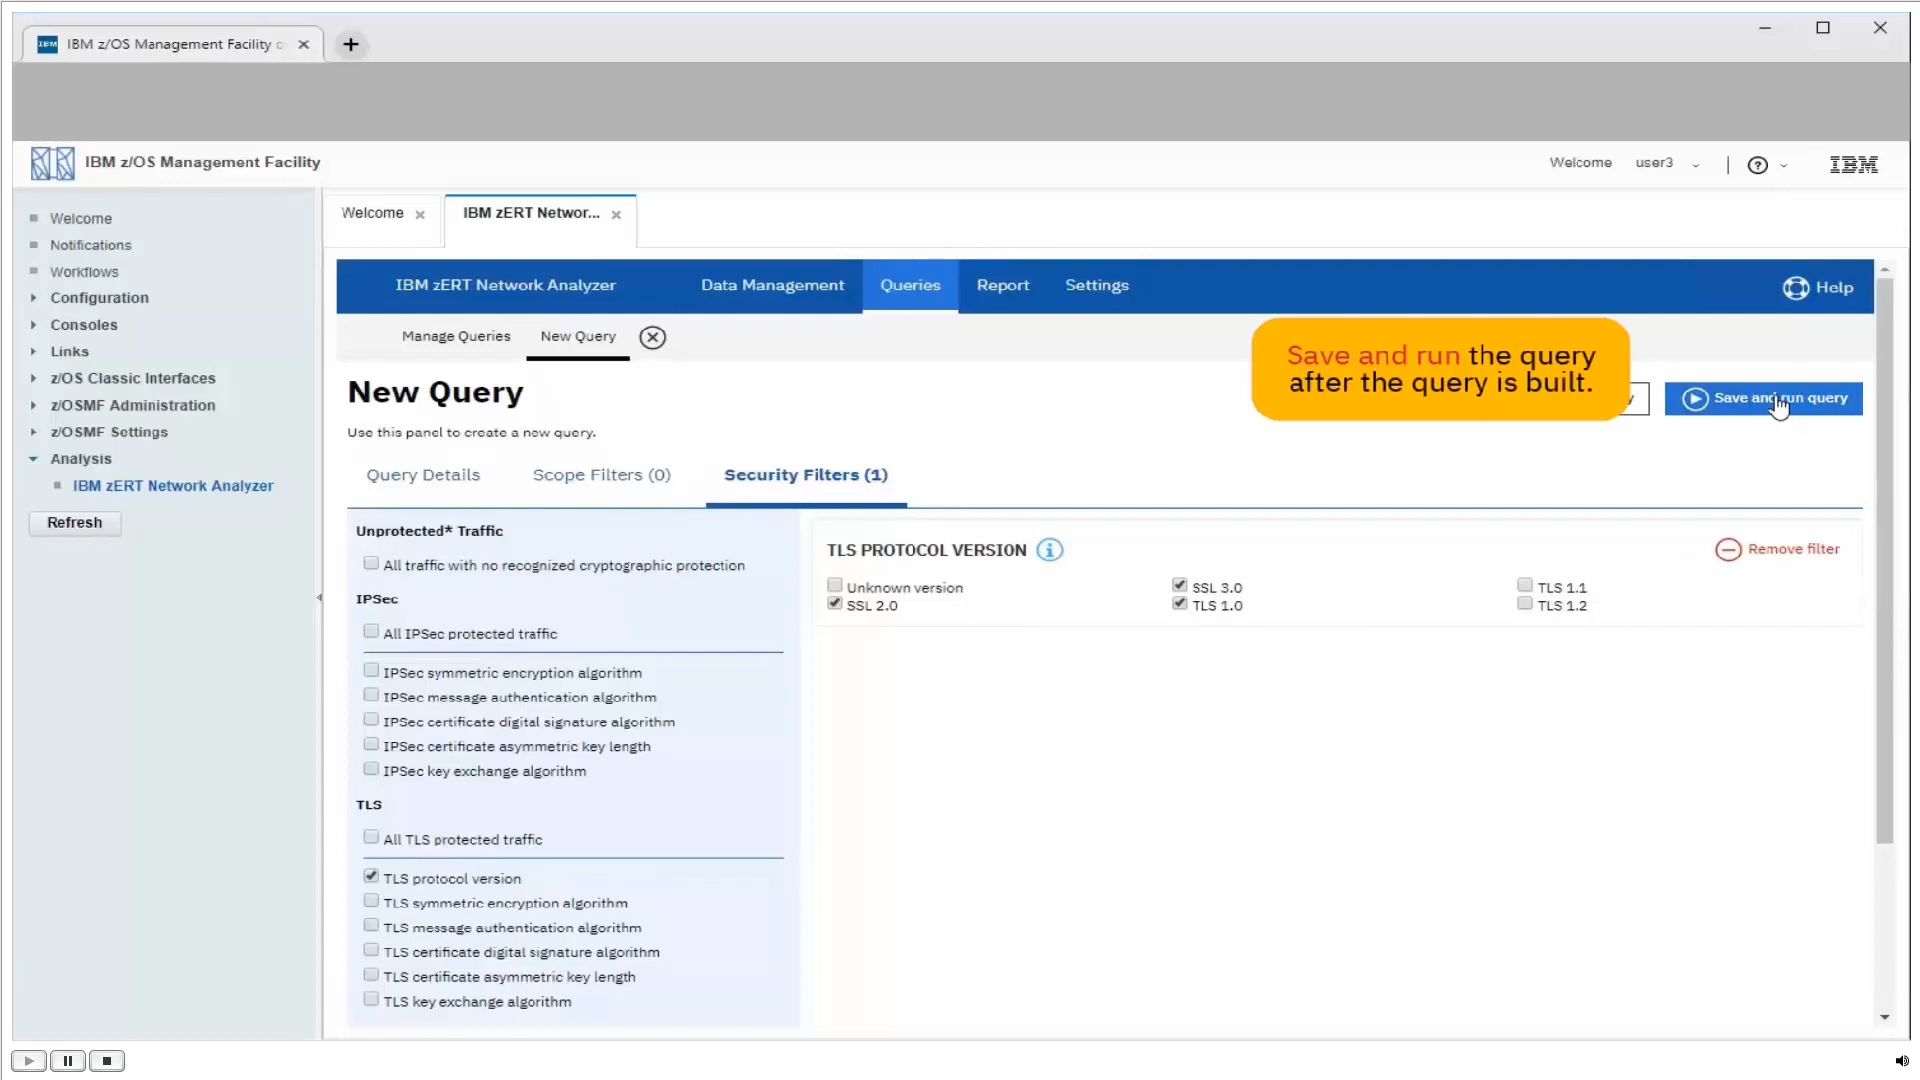 IBM IBM z/OS Management Facility
IBM z/OS Management Facility
Welcome user3
IBM
Welcome
Notifications
Workflows
Configuration
Consoles
Links
z/OS Classic Interfaces
z/OSMF Administration
z/OSMF Settings
Analysis
IBM zERT Network Analyzer
Refresh
Welcome
IBM zERT Networ...
IBM zERT Network Analyzer
Data Management
Queries
Report
Settings
Help
Manage Queries
New Query
Save and run the query
after the query is built.
New Query
Save and run query
Use this panel to create a new query.
Query Details
Scope Filters (0)
Security Filters (1)
Unprotected* Traffic
All traffic with no recognized cryptographic protection
IPSec
All IPSec protected traffic
IPSec symmetric encryption algorithm
IPSec message authentication algorithm
IPSec certificate digital signature algorithm
IPSec certificate asymmetric key length
IPSec key exchange algorithm
TLS
All TLS protected traffic
TLS protocol version
TLS symmetric encryption algorithm
TLS message authentication algorithm
TLS certificate digital signature algorithm
TLS certificate asymmetric key length
TLS key exchange algorithm
TLS PROTOCOL VERSION
Remove filter
Unknown version
SSL 3.0
TLS 1.1
SSL 2.0
TLS 1.0
TLS 1.2